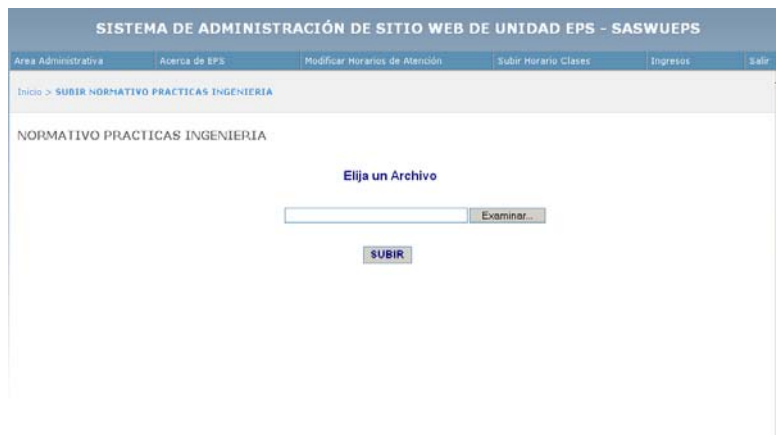 SISTEMA DE ADMINISTRACIÓN DE SITIO WEB DE UNIDAD EPS - SASWUEPS
Area Administrativa Acerca de EPS Modificar Horarios de Atención Subir Horario Clases Ingresos Salir
Inicio > SUBIR NORMATIVO PRACTICAS INGENIERIA
NORMATIVO PRACTICAS INGENIERIA
Elija un Archivo
Examinar...
SUBIR